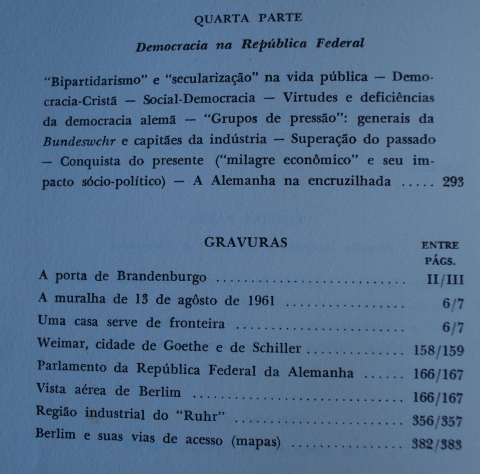 QUARTA PARTE
Democracia na República Federal
"Bipartidarismo" e "secularização" na vida pública — Demo-
cracia-Cristã — Social-Democracia — Virtudes e deficiências
da democracia alemã — "Grupos de pressão": generais da
Bundeswehr e capitães da indústria — Superação do passado
— Conquista do presente ("milagre econômico" e seu im-
pacto sócio-político) — A Alemanha na encruzilhada ..... 293
GRAVURAS
ENTRE
PÁGS.
A porta de Brandenburgo .......................... II/III
A muralha de 13 de agôsto de 1961 ............... 6/7
Uma casa serve de fronteira ..................... 6/7
Weimar, cidade de Goethe e de Schiller ............ 158/159
Parlamento da República Federal da Alemanha ...... 166/167
Vista aérea de Berlim ........................... 166/167
Região industrial do "Ruhr" ...................... 356/357
Berlim e suas vias de acesso (mapas) ............. 382/383